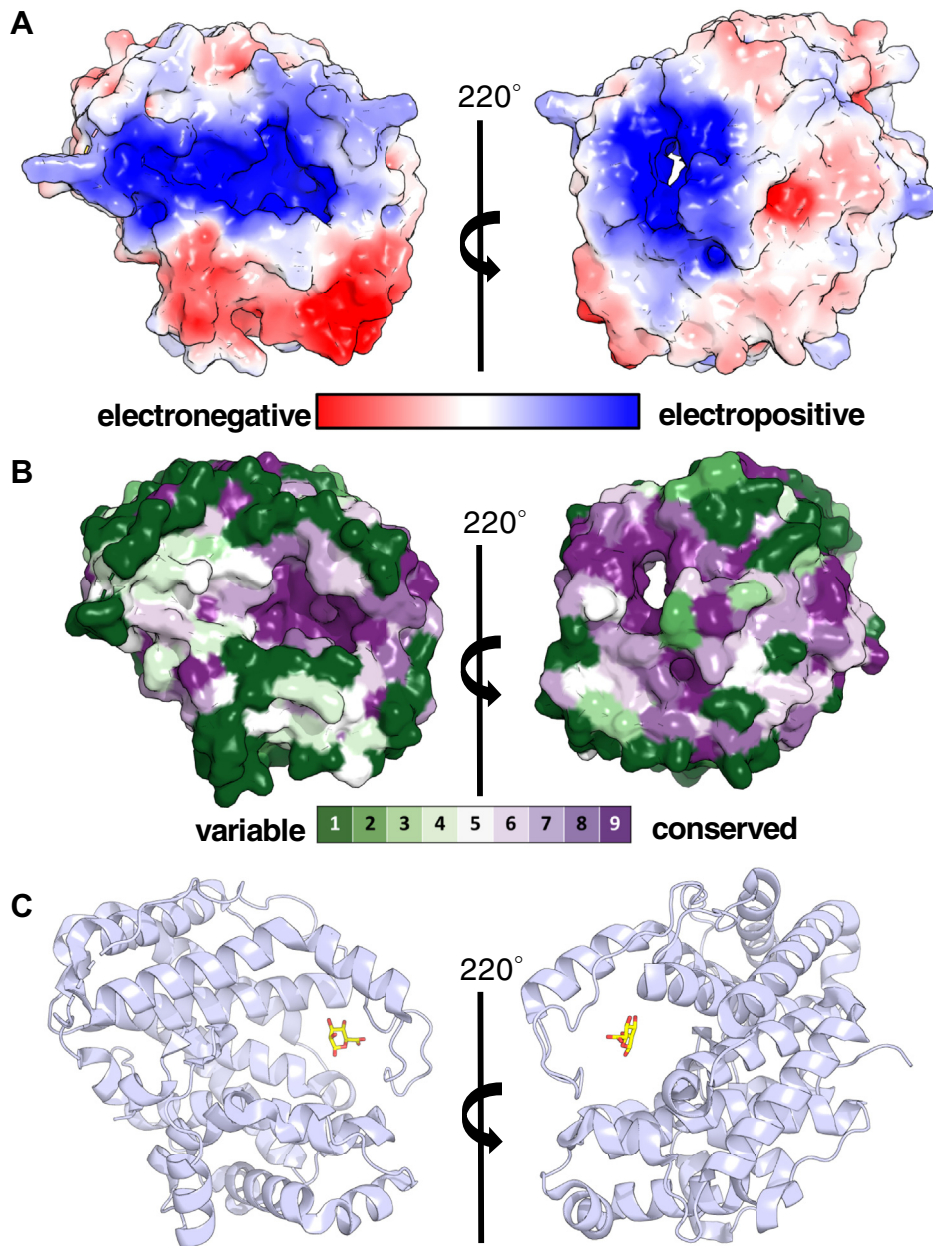 A
220°
electronegative electropositive
B
220°
variable 1 2 3 4 5 6 7 8 9 conserved
C
220°